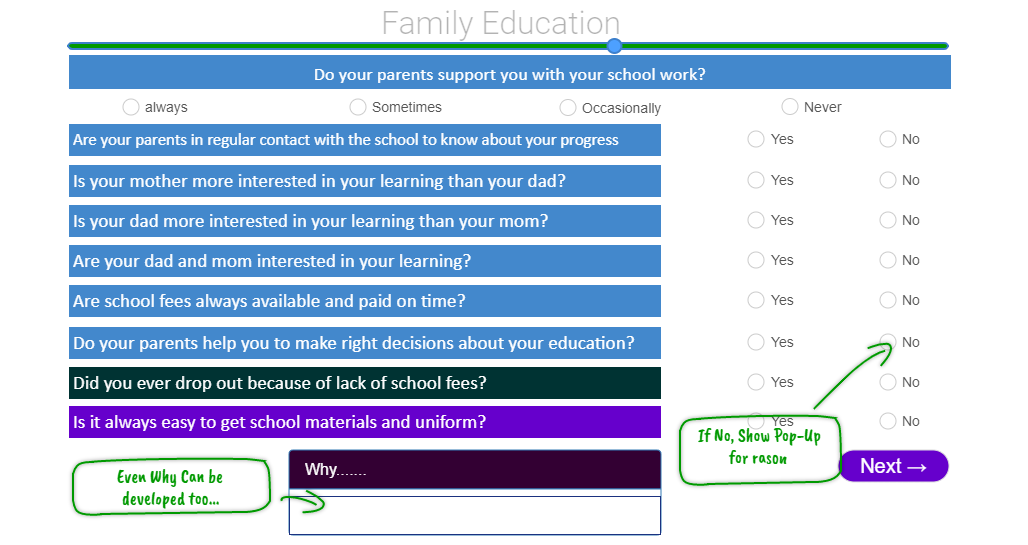 Family Education
Do your parents support you with your school work?
always Sometimes Occasionally Never
Are your parents in regular contact with the school to know about your progress Yes No
Is your mother more interested in your learning than your dad? Yes No
Is your dad more interested in your learning than your mom? Yes No
Are your dad and mom interested in your learning? Yes No
Are school fees always available and paid on time? Yes No
Do your parents help you to make right decisions about your education? Yes No
Did you ever drop out because of lack of school fees? Yes No
Is it always easy to get school materials and uniform? Yes No
If No, Show Pop-Up
for rason
Why....... Next →
Even Why Can be
developed too...